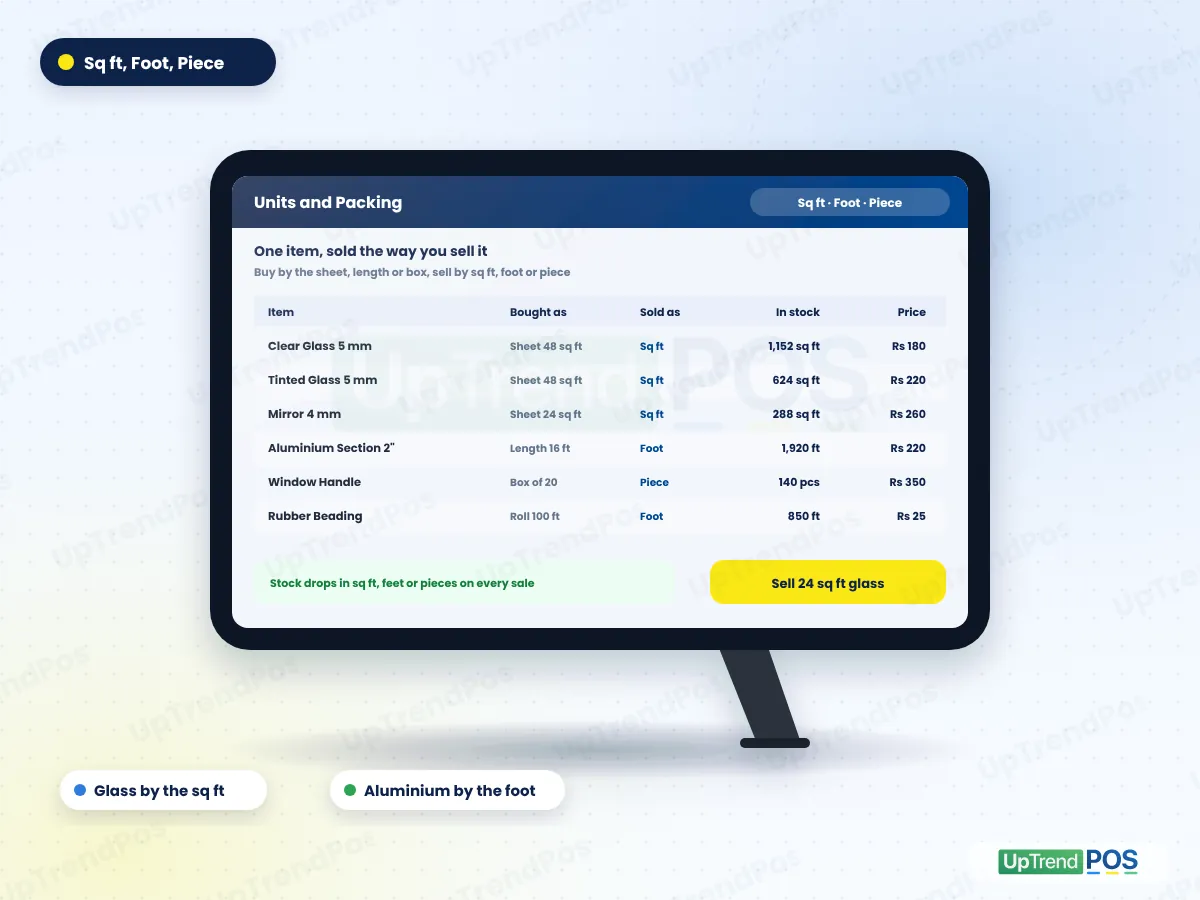 Sq ft, Foot, Piece
Units and Packing
Sq ft · Foot · Piece
One item, sold the way you sell it
Buy by the sheet, length or box, sell by sq ft, foot or piece
Item Bought as Sold as In stock Price
Clear Glass 5 mm Sheet 48 sq ft Sq ft 1,152 sq ft Rs 180
Tinted Glass 5 mm Sheet 48 sq ft Sq ft 624 sq ft Rs 220
Mirror 4 mm Sheet 24 sq ft Sq ft 288 sq ft Rs 260
Aluminium Section 2" Length 16 ft Foot 1,920 ft Rs 220
Window Handle Box of 20 Piece 140 pcs Rs 350
Rubber Beading Roll 100 ft Foot 850 ft Rs 25
Stock drops in sq ft, feet or pieces on every sale
Sell 24 sq ft glass
Glass by the sq ft
Aluminium by the foot
UpTrend POS